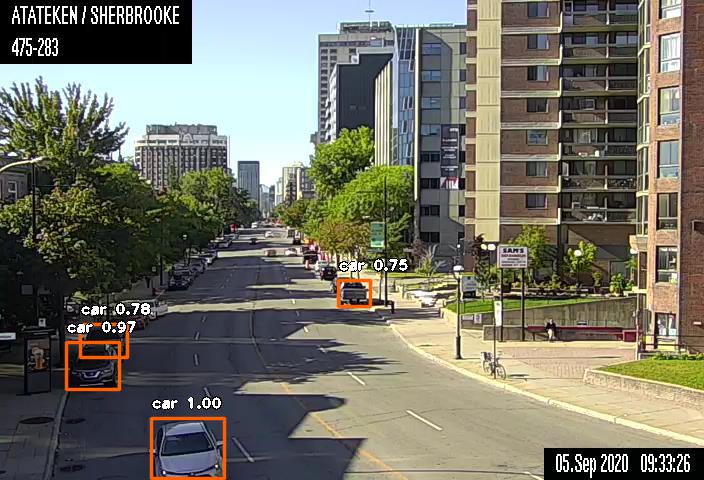 ATATEKEN / SHERBROOKE
475-283
car 0.75
car 0.78
car 0.97
car 1.00
SAM'S
05.Sep 2020 09:33:26